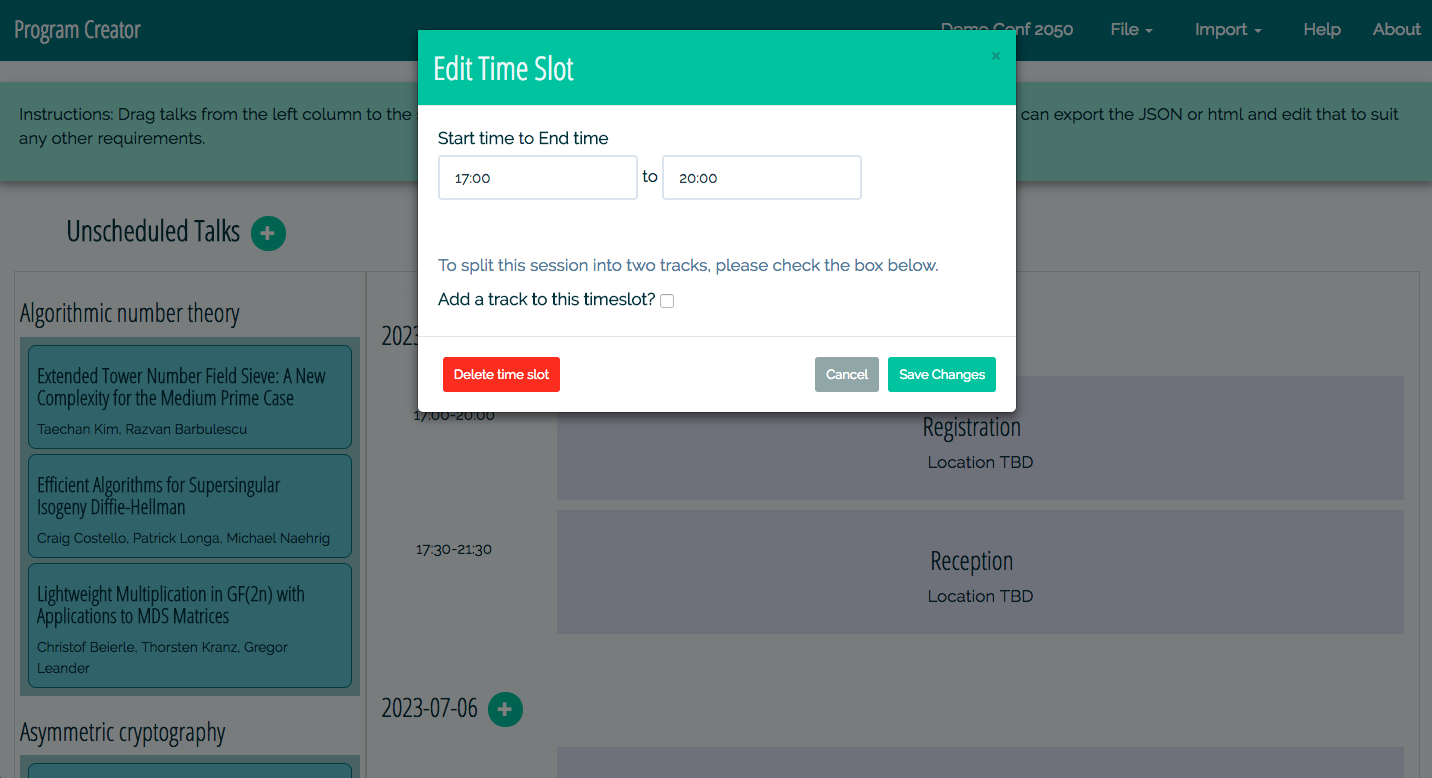 Program Creator
Demo Conf 2050
File
Import
Help
About
Edit Time Slot
×
Instructions: Drag talks from the left column to the
can export the JSON or html and edit that to suit
any other requirements.
Start time to End time
17:00 to 20:00
To split this session into two tracks, please check the box below.
Add a track to this timeslot?
Delete time slot
Cancel
Save Changes
Unscheduled Talks
Algorithmic number theory
Extended Tower Number Field Sieve: A New
Complexity for the Medium Prime Case
Taechan Kim, Razvan Barbulescu
Efficient Algorithms for Supersingular
Isogeny Diffie-Hellman
Craig Costello, Patrick Longa, Michael Naehrig
Lightweight Multiplication in GF(2n) with
Applications to MDS Matrices
Christof Beierle, Thorsten Kranz, Gregor
Leander
Asymmetric cryptography
2023
17:00-20:00
Registration
Location TBD
17:30-21:30
Reception
Location TBD
2023-07-06